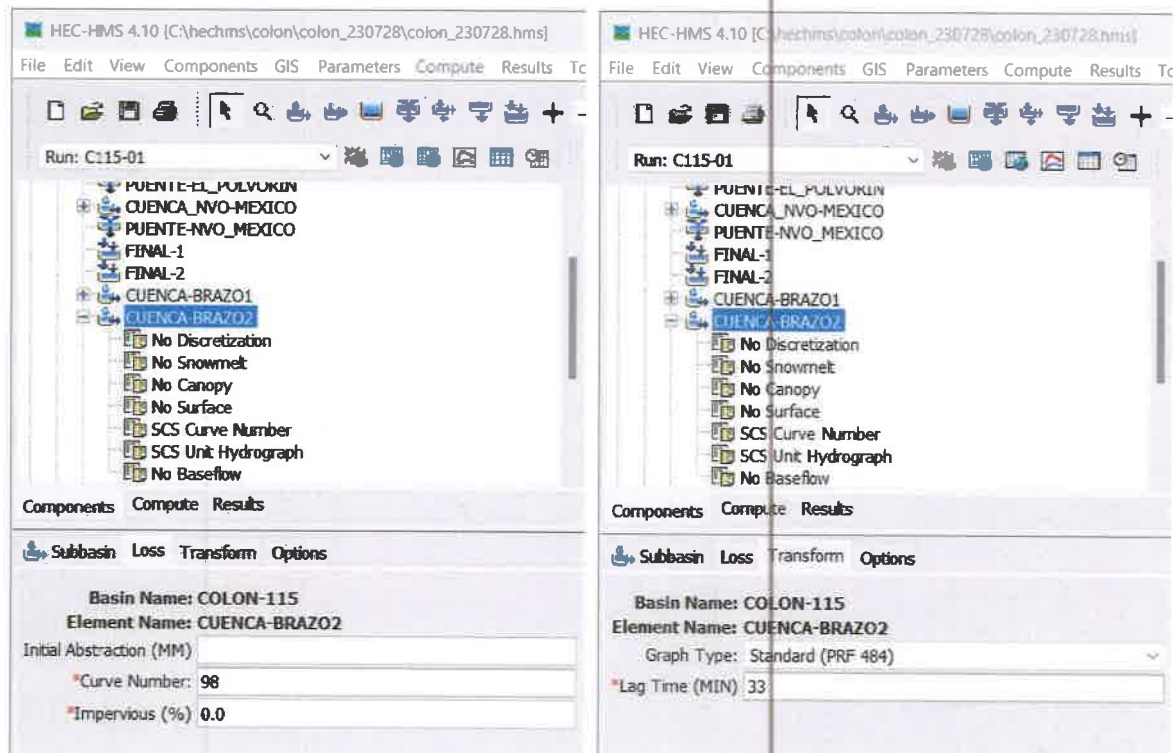 HEC-HMS 4.10 [C:\hechms\colon\colon_230728\colon_230728.hms]
File Edit View Components GIS Parameters Compute Results Tc
Run: C115-01
PUENTE-EL_POLVORIN
CUENCA_NVO-MEXICO
PUENTE-NVO_MEXICO
FINAL-1
FINAL-2
CUENCA-BRAZO1
CUENCA-BRAZO2
No Discretization
No Snowmelt
No Canopy
No Surface
SCS Curve Number
SCS Unit Hydrograph
No Baseflow
Components Compute Results
Subbasin Loss Transform Options
Basin Name: COLON-115
Element Name: CUENCA-BRAZO2
Initial Abstraction (MM)
*Curve Number: 98
*Impervious (%) 0.0
HEC-HMS 4.10 [C:\hechms\colon\colon_230728\colon_230728.hms]
File Edit View Components GIS Parameters Compute Results Tc
Run: C115-01
PUENTE-EL_POLVORIN
CUENCA_NVO-MEXICO
PUENTE-NVO_MEXICO
FINAL-1
FINAL-2
CUENCA-BRAZO1
CUENCA-BRAZO2
No Discretization
No Snowmelt
No Canopy
No Surface
SCS Curve Number
SCS Unit Hydrograph
No Baseflow
Components Compute Results
Subbasin Loss Transform Options
Basin Name: COLON-115
Element Name: CUENCA-BRAZO2
Graph Type: Standard (PRF 484)
*Lag Time (MIN) 33